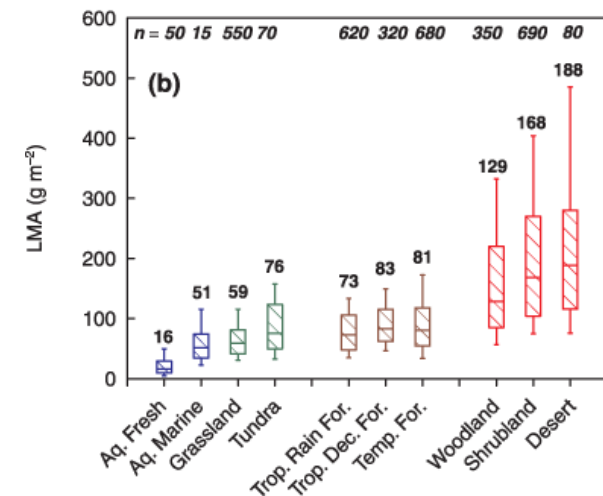 600
500
400
300
200
100
0
LMA (g m⁻²)
n = 50 15 550 70 620 320 680 350 690 80
(b)
16
51
59
76
73
83
81
129
168
188
Aq. Fresh
Aq. Marine
Grassland
Tundra
Trop. Rain For.
Trop. Dec. For.
Temp. For.
Woodland
Shrubland
Desert